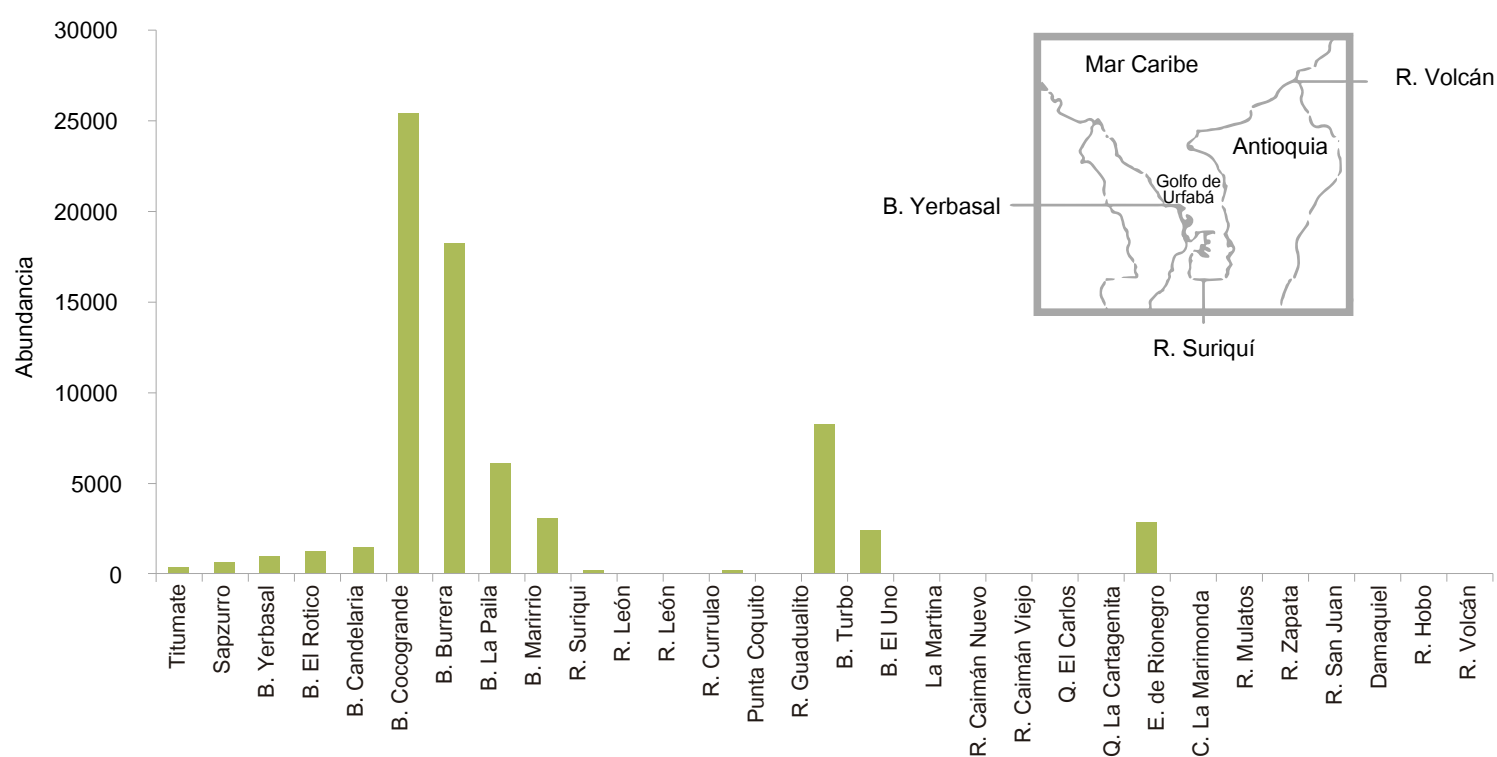 30000
25000
20000
15000
10000
5000
0
Abundancia
Titumate
Sapzurro
B. Yerbasal
B. El Rotico
B. Candelaria
B. Cocogrande
B. Burrera
B. La Paila
B. Marirrio
R. Suriqui
R. León
R. León
R. Currulao
Punta Coquito
R. Guadualito
B. Turbo
B. El Uno
La Martina
R. Caimán Nuevo
R. Caimán Viejo
Q. El Carlos
Q. La Cartagenita
E. de Rionegro
C. La Marimonda
R. Mulatos
R. Zapata
R. San Juan
Damaquiel
R. Hobo
R. Volcán
Mar Caribe
R. Volcán
Antioquia
Golfo de
Urfabá
B. Yerbasal
R. Suriquí